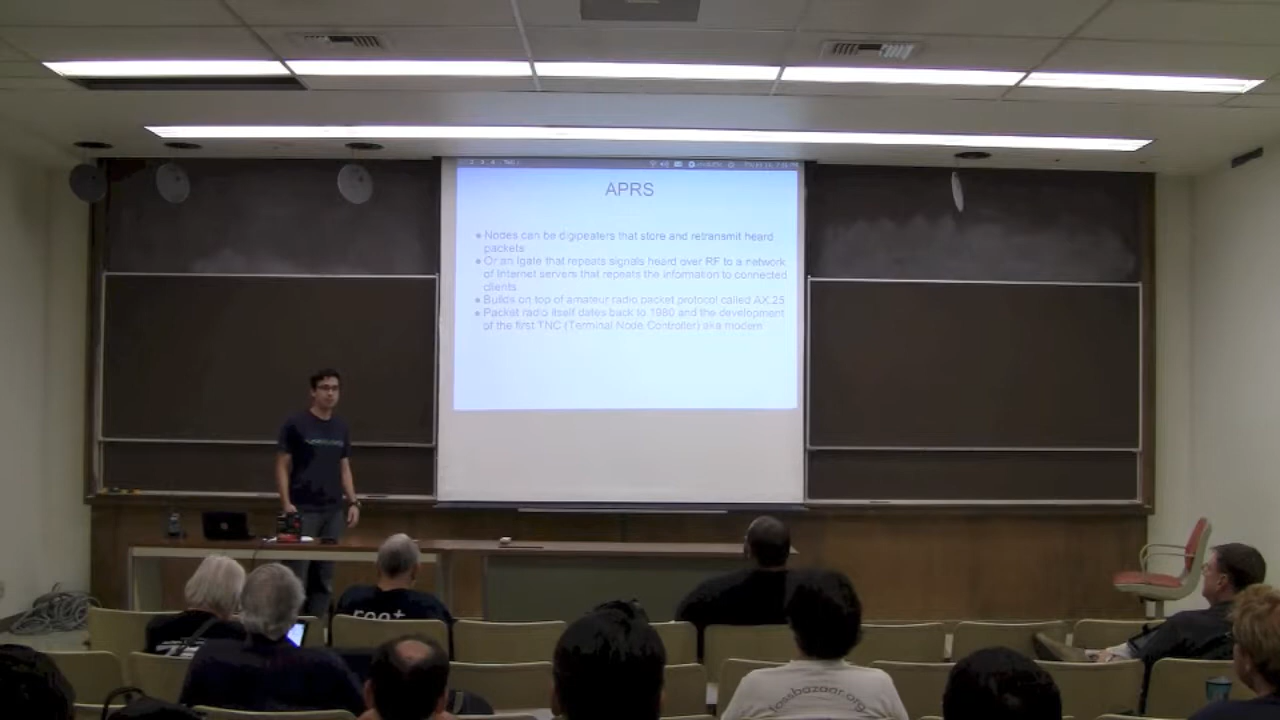 APRS
● Nodes can be digipeaters that store and retransmit heard
packets
● Or an Igate that repeats signals heard over RF to a network
of Internet servers that repeats the information to connected
clients
● Builds on top of amateur radio packet protocol called AX.25
● Packet radio itself dates back to 1980 and the development
of the first TNC (Terminal Node Controller) aka modem
root
fossbazaar.org